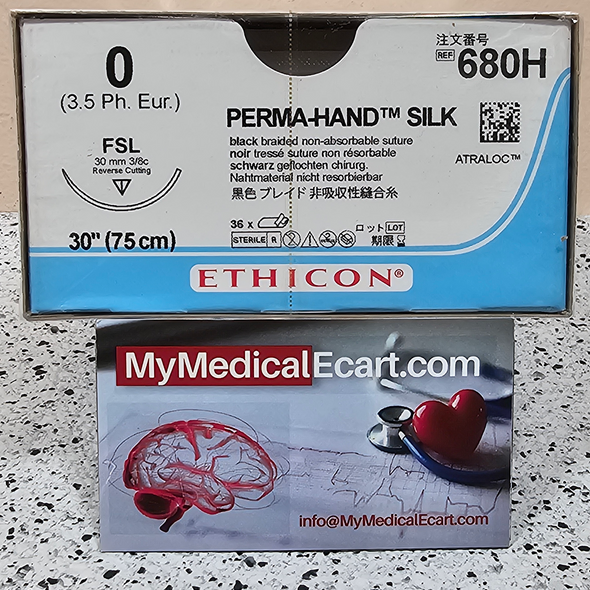 0
(3.5 Ph. Eur.)
FSL
30 mm 3/8c
Reverse Cutting
30" (75 cm)
注文番号
REF 680H
PERMA-HAND™ SILK
ATRALOC™
black braided non-absorbable suture
noir tressé suture non résorbable
schwarz geflochten chirurg.
Nahtmaterial nicht resorbierbar
黒色 ブレイド 非吸収性縫合糸
36 x
STERILE R
ロット LOT
期限
ETHICON®
MyMedicalEcart.com
info@MyMedicalEcart.com